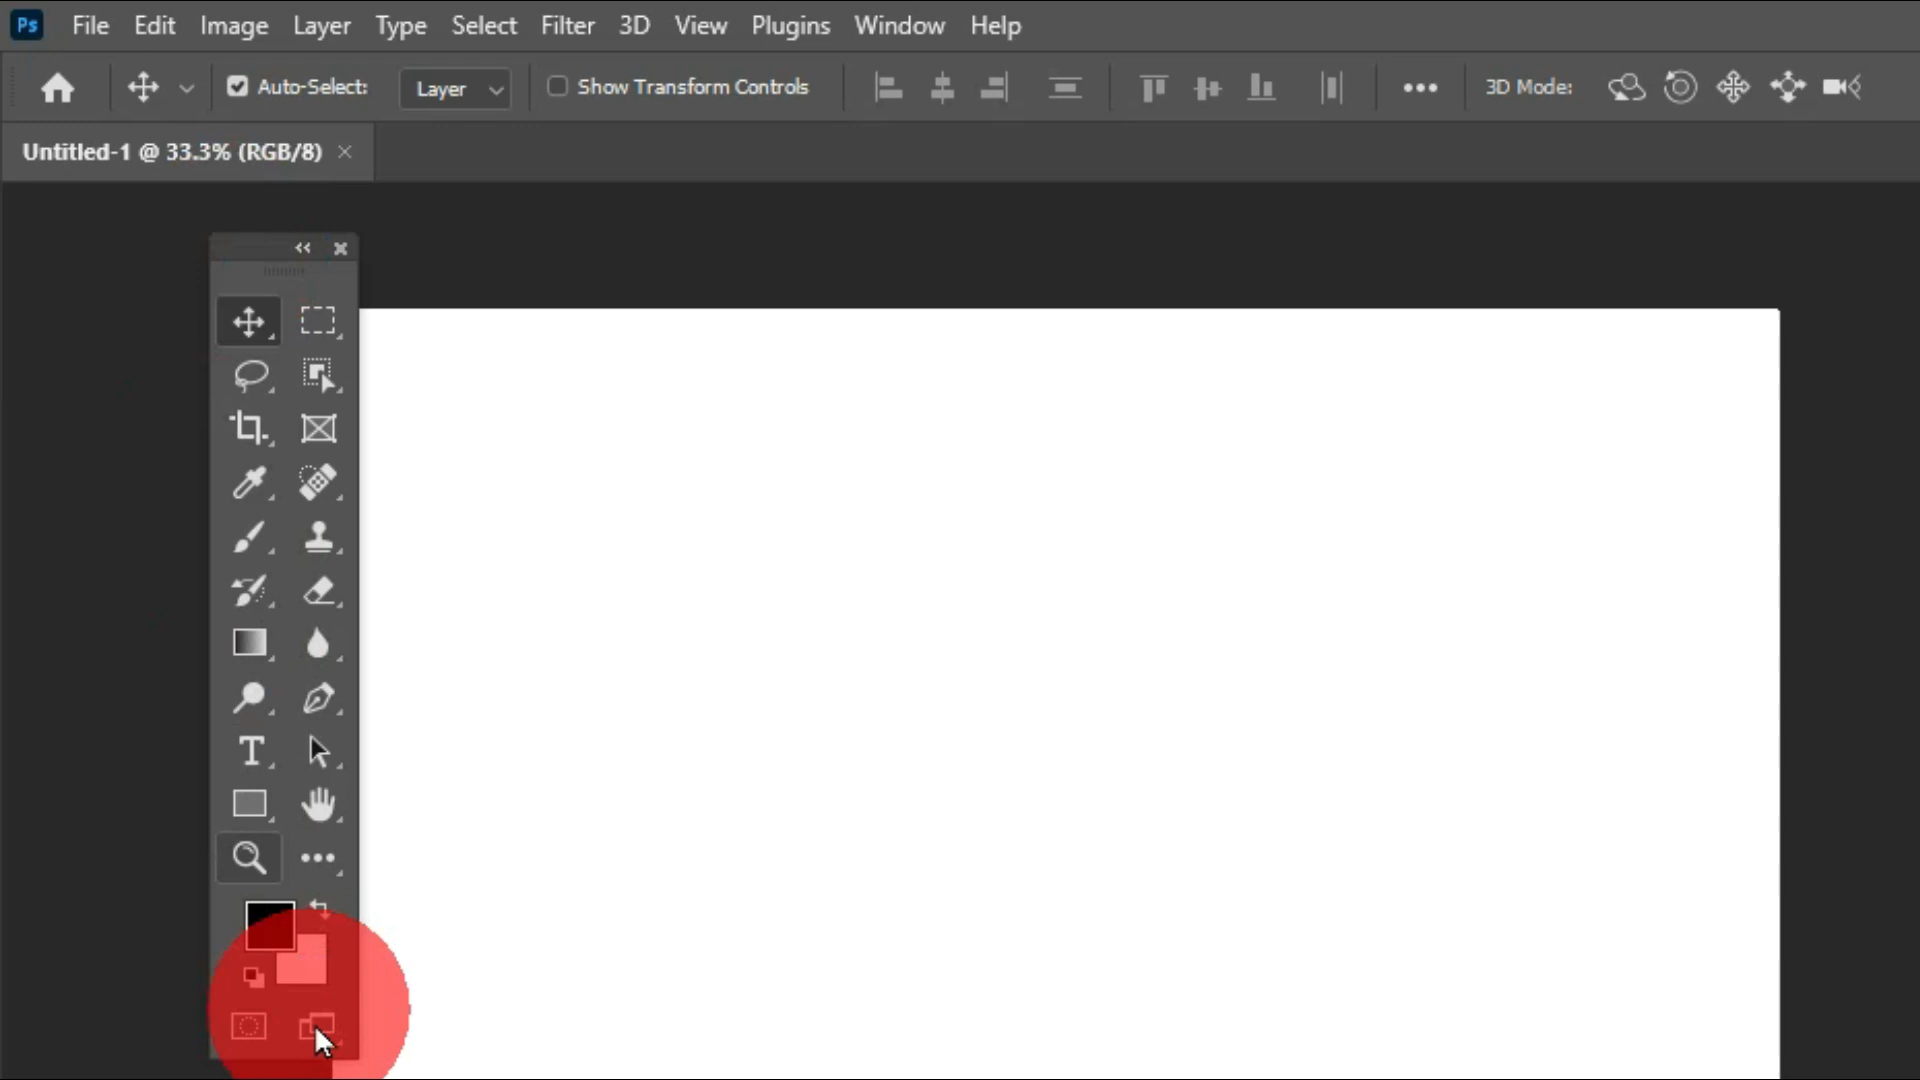 Ps File Edit Image Layer Type Select Filter 3D View Plugins Window Help
Auto-Select: Layer Show Transform Controls 3D Mode:
Untitled-1 @ 33.3% (RGB/8)
T